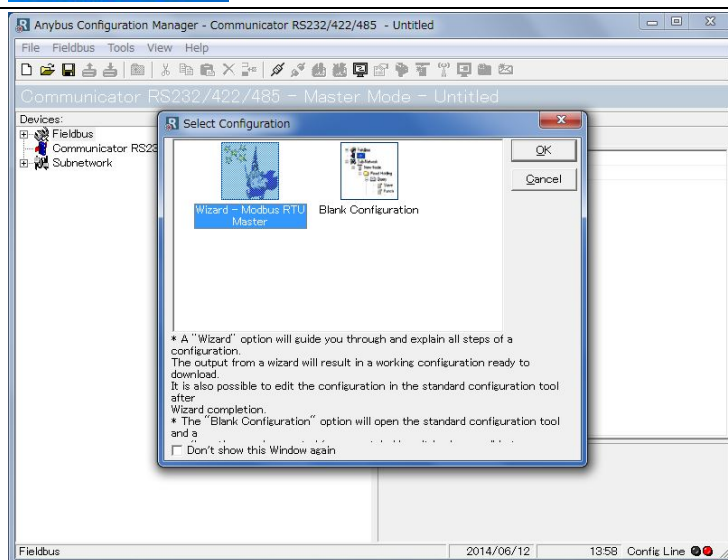 Anybus Configuration Manager - Communicator RS232/422/485 - Untitled
File Fieldbus Tools View Help
Communicator RS232/422/485 - Master Mode - Untitled
Devices:
Fieldbus
Communicator RS23
Subnetwork
Select Configuration
Wizard - Modbus RTU
Master
Blank Configuration
OK
Cancel
* A "Wizard" option will guide you through and explain all steps of a
configuration.
The output from a wizard will result in a working configuration ready to
download.
It is also possible to edit the configuration in the standard configuration tool
after
Wizard completion.
* The "Blank Configuration" option will open the standard configuration tool
and a
Don't show this Window again
Fieldbus
2014/06/12
13:58
Config Line